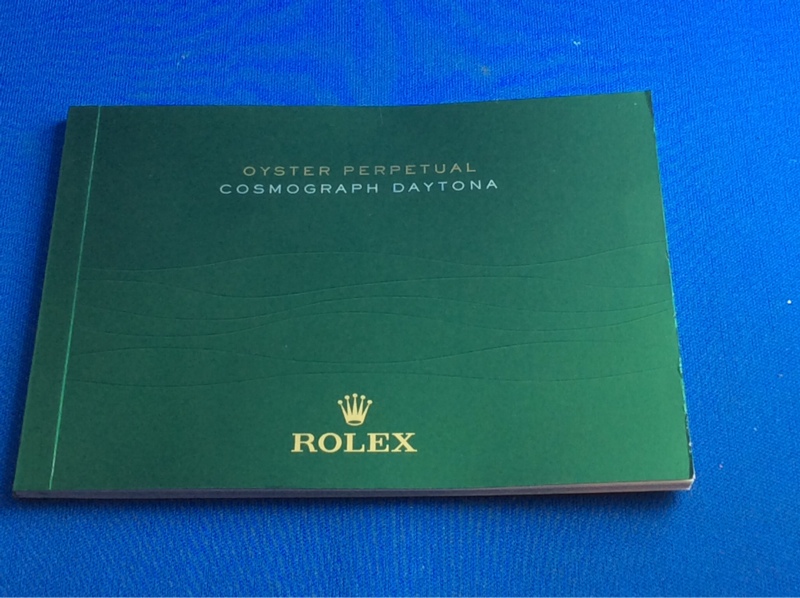 OYSTER PERPETUAL
COSMOGRAPH DAYTONA
ROLEX